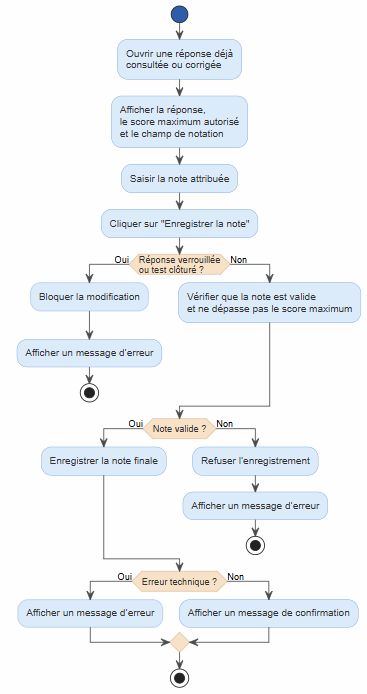 Ouvrir une réponse déjà
consultée ou corrigée
Afficher la réponse,
le score maximum autorisé
et le champ de notation
Saisir la note attribuée
Cliquer sur "Enregistrer la note"
Réponse verrouillée
ou test clôturé ?
Oui
Non
Bloquer la modification
Afficher un message d'erreur
Vérifier que la note est valide
et ne dépasse pas le score maximum
Note valide ?
Oui
Non
Enregistrer la note finale
Refuser l'enregistrement
Afficher un message d'erreur
Erreur technique ?
Oui
Non
Afficher un message d'erreur
Afficher un message de confirmation